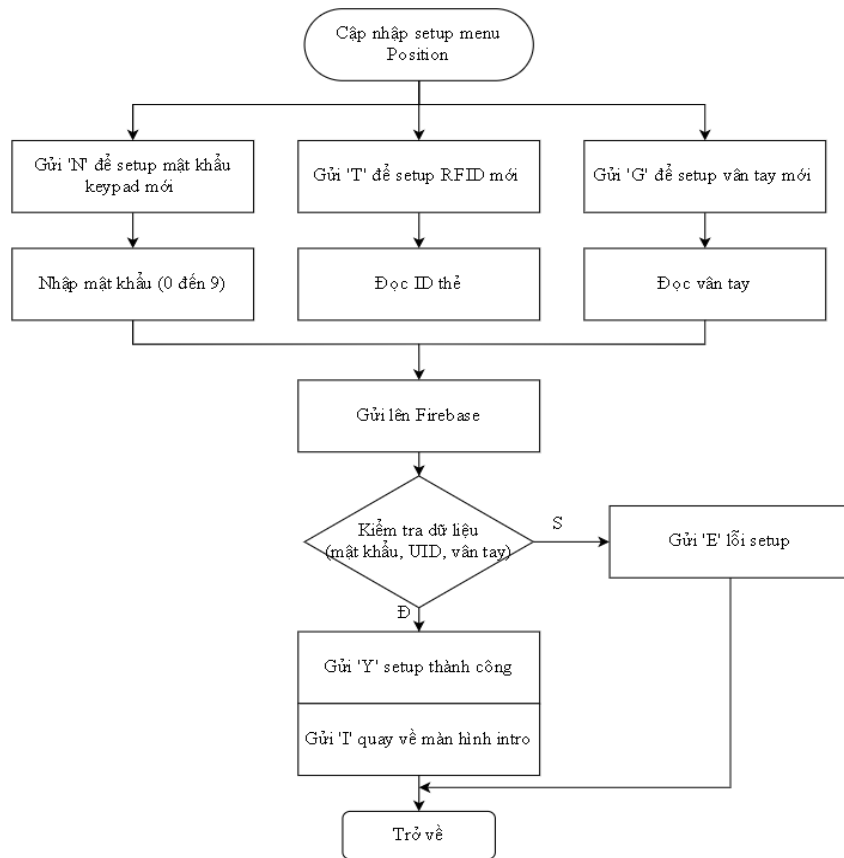 Cập nhập setup menu
Position
Gửi 'N' để setup mật khẩu
keypad mới
Gửi 'T' để setup RFID mới
Gửi 'G' để setup vân tay mới
Nhập mật khẩu (0 đến 9)
Đọc ID thẻ
Đọc vân tay
Gửi lên Firebase
Kiểm tra dữ liệu
(mật khẩu, UID, vân tay)
S
Gửi 'E' lỗi setup
Đ
Gửi 'Y' setup thành công
Gửi 'I' quay về màn hình intro
Trở về